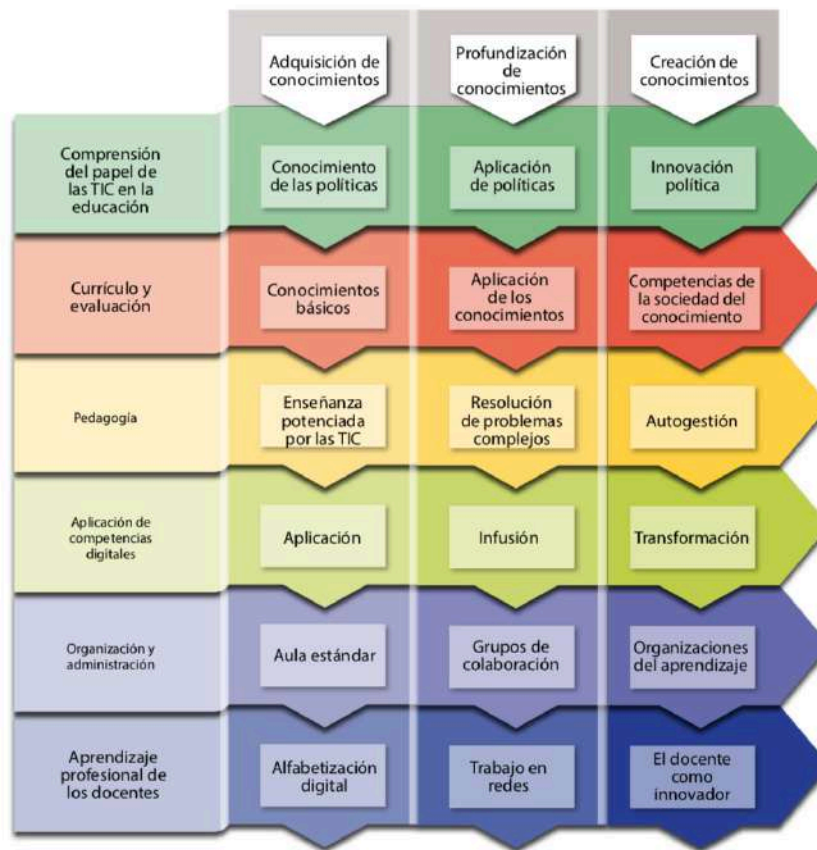 Adquisición de
conocimientos
Profundización
de
conocimientos
Creación de
conocimientos
Comprensión
del papel de
las TIC en la
educación
Conocimiento
de las políticas
Aplicación
de políticas
Innovación
política
Currículo y
evaluación
Conocimientos
básicos
Aplicación
de los
conocimientos
Competencias de
la sociedad del
conocimiento
Pedagogía
Enseñanza
potenciada
por las TIC
Resolución
de problemas
complejos
Autogestión
Aplicación de
competencias
digitales
Aplicación
Infusión
Transformación
Organización y
administración
Aula estándar
Grupos de
colaboración
Organizaciones
del aprendizaje
Aprendizaje
profesional de
los docentes
Alfabetización
digital
Trabajo en
redes
El docente
como
innovador